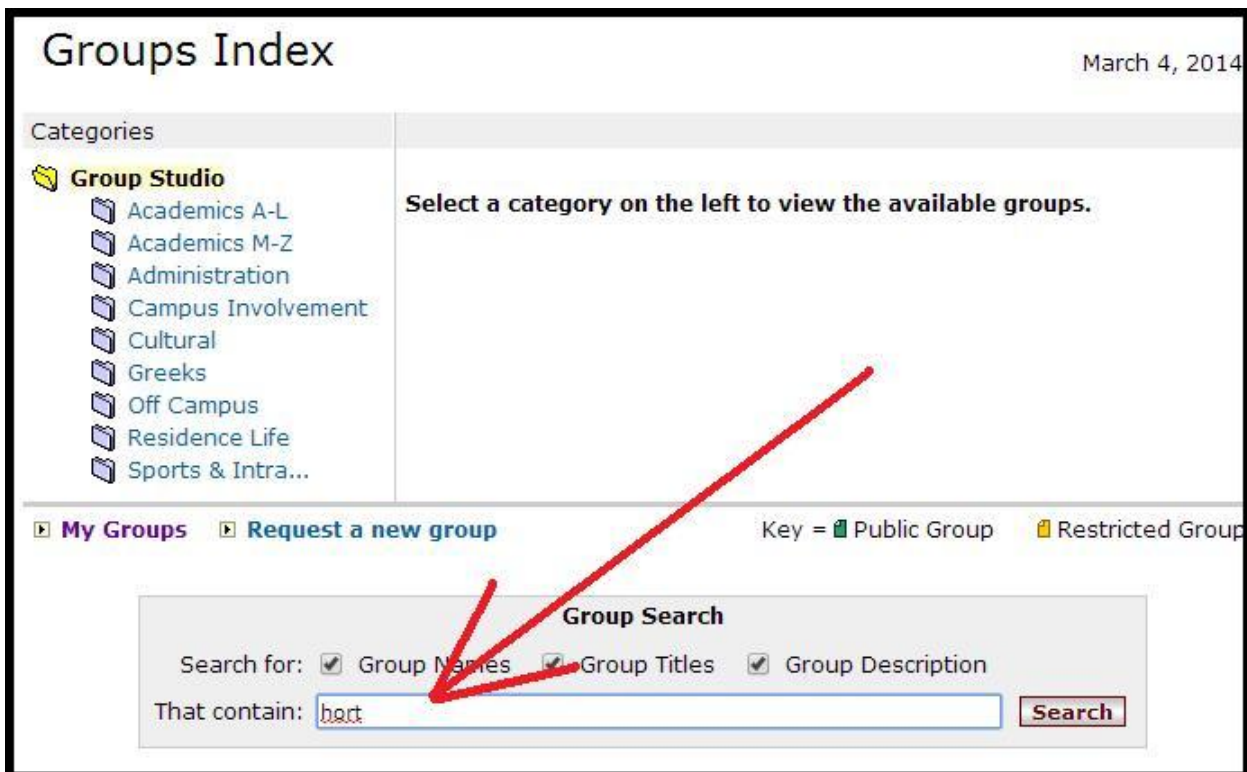 Groups Index
March 4, 2014
Categories
Group Studio
Academics A-L
Academics M-Z
Administration
Campus Involvement
Cultural
Greeks
Off Campus
Residence Life
Sports & Intra...
Select a category on the left to view the available groups.
My Groups Request a new group Key = Public Group Restricted Group
Group Search
Search for: Group Names Group Titles Group Description
That contain: hort Search